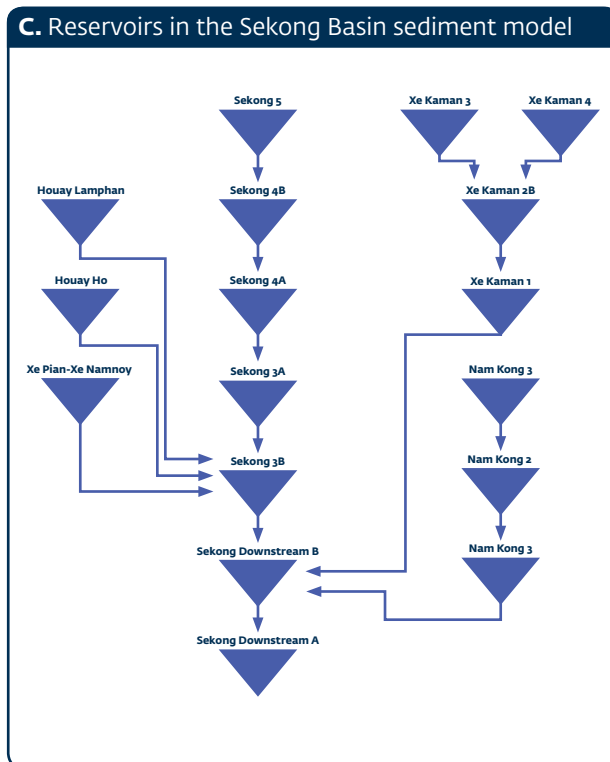 C. Reservoirs in the Sekong Basin sediment model
Sekong 5
Xe Kaman 3
Xe Kaman 4
Houay Lamphan
Sekong 4B
Xe Kaman 2B
Houay Ho
Sekong 4A
Xe Kaman 1
Xe Pian-Xe Namnoy
Sekong 3A
Nam Kong 3
Sekong 3B
Nam Kong 2
Sekong Downstream B
Nam Kong 3
Sekong Downstream A